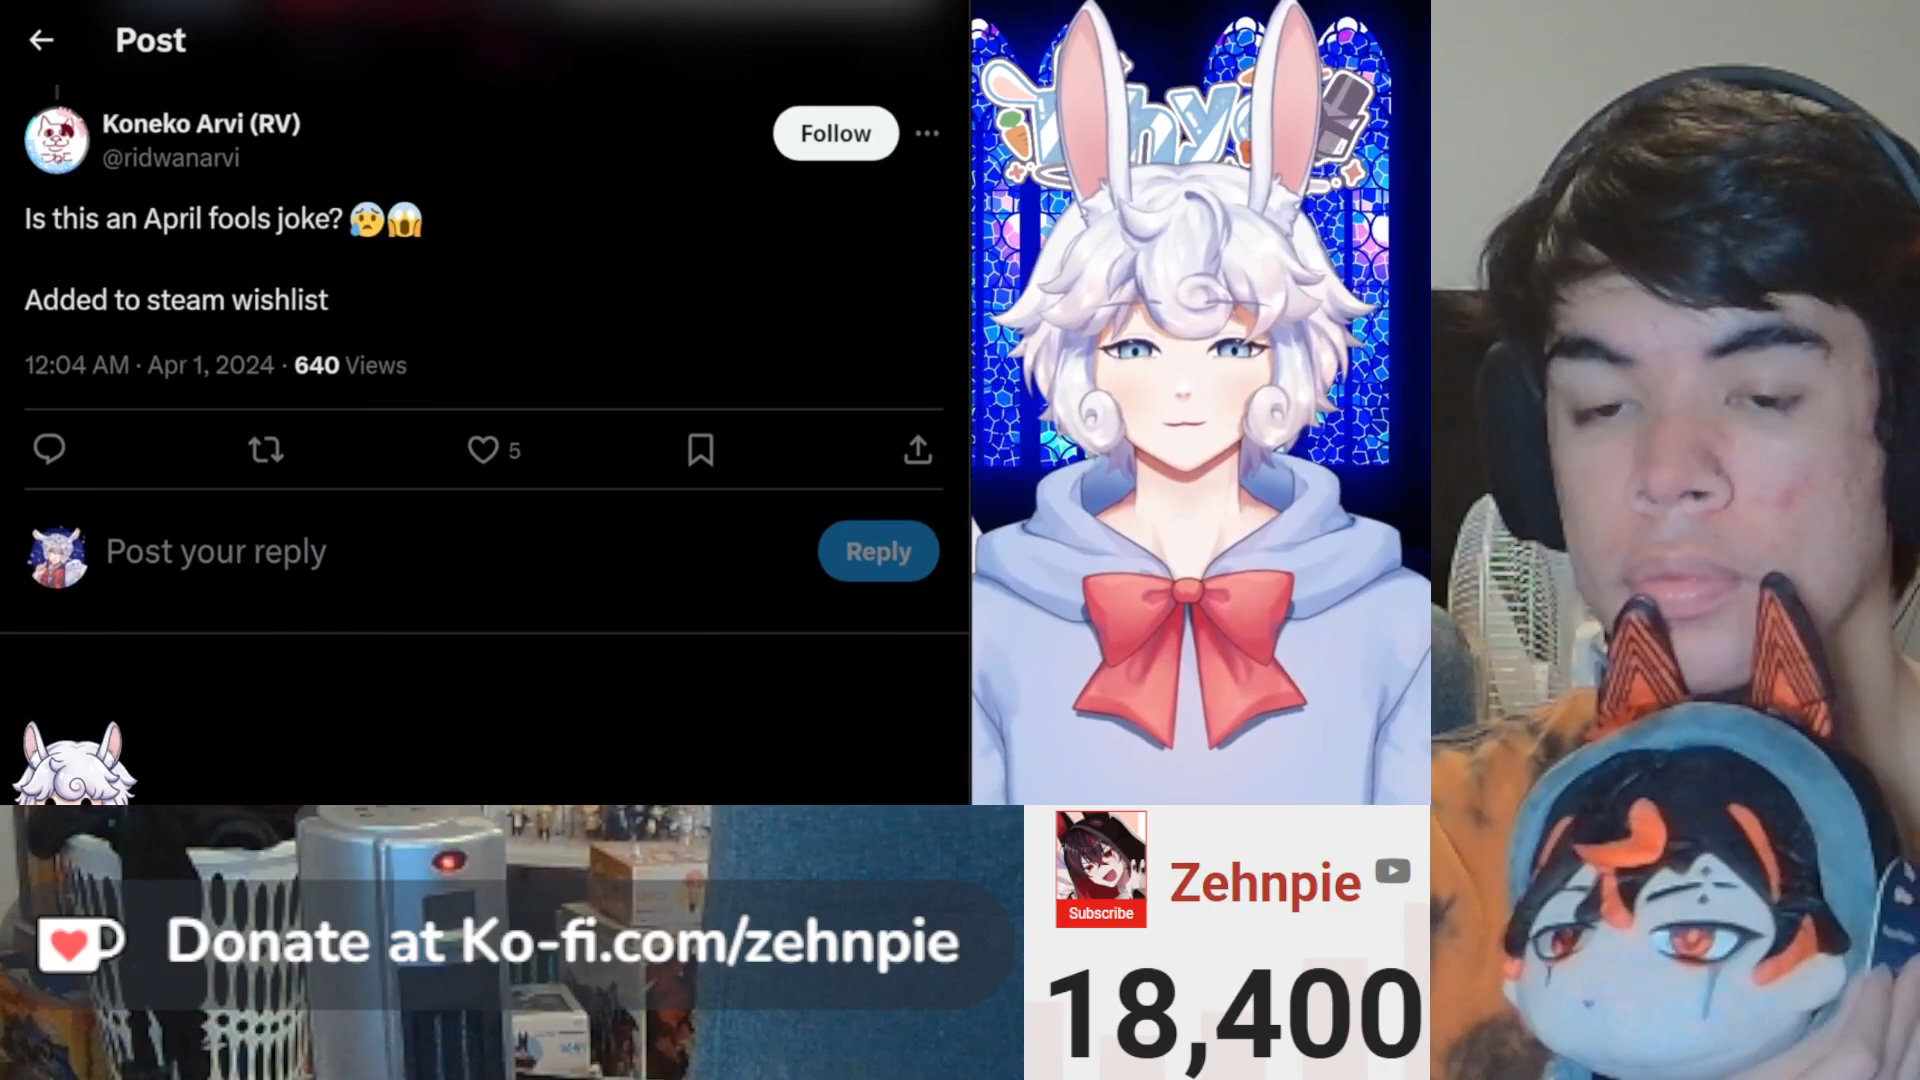 Post
Koneko Arvi (RV)
@ridwanarvi
Follow
Is this an April fools joke? 😰😱
Added to steam wishlist
12:04 AM · Apr 1, 2024 · 640 Views
5
Post your reply
Reply
Donate at Ko-fi.com/zehnpie
Subscribe
Zehnpie
18,400